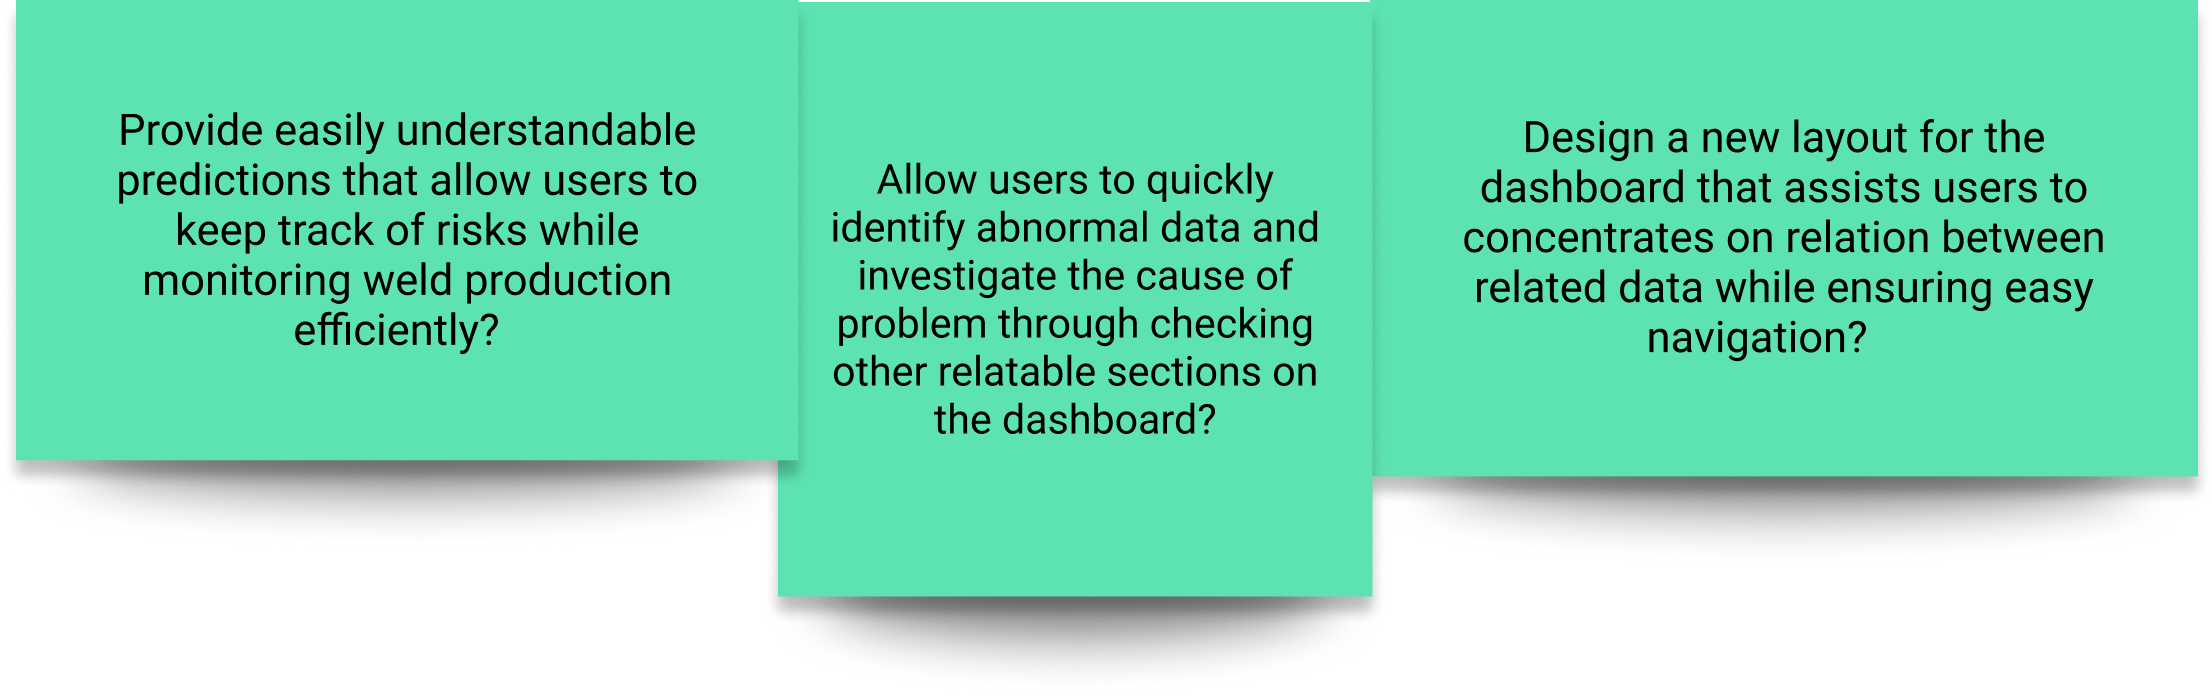 Provide easily understandable
predictions that allow users to
keep track of risks while
monitoring weld production
efficiently?
Allow users to quickly
identify abnormal data and
investigate the cause of
problem through checking
other relatable sections on
the dashboard?
Design a new layout for the
dashboard that assists users to
concentrates on relation between
related data while ensuring easy
navigation?